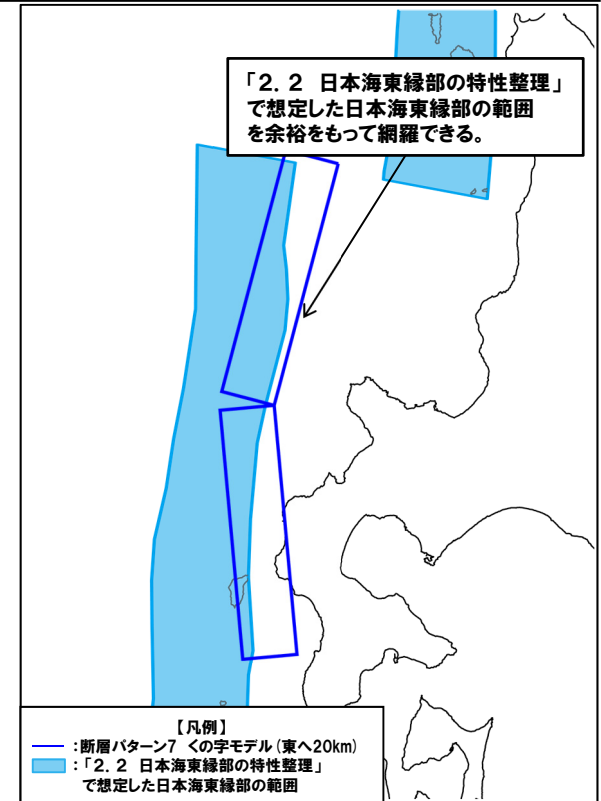 「2.2 日本海東縁部の特性整理」
で想定した日本海東縁部の範囲
を余裕をもって網羅できる。
【凡例】
:断層パターン7 くの字モデル(東へ20km)
:「2.2 日本海東縁部の特性整理」
で想定した日本海東縁部の範囲